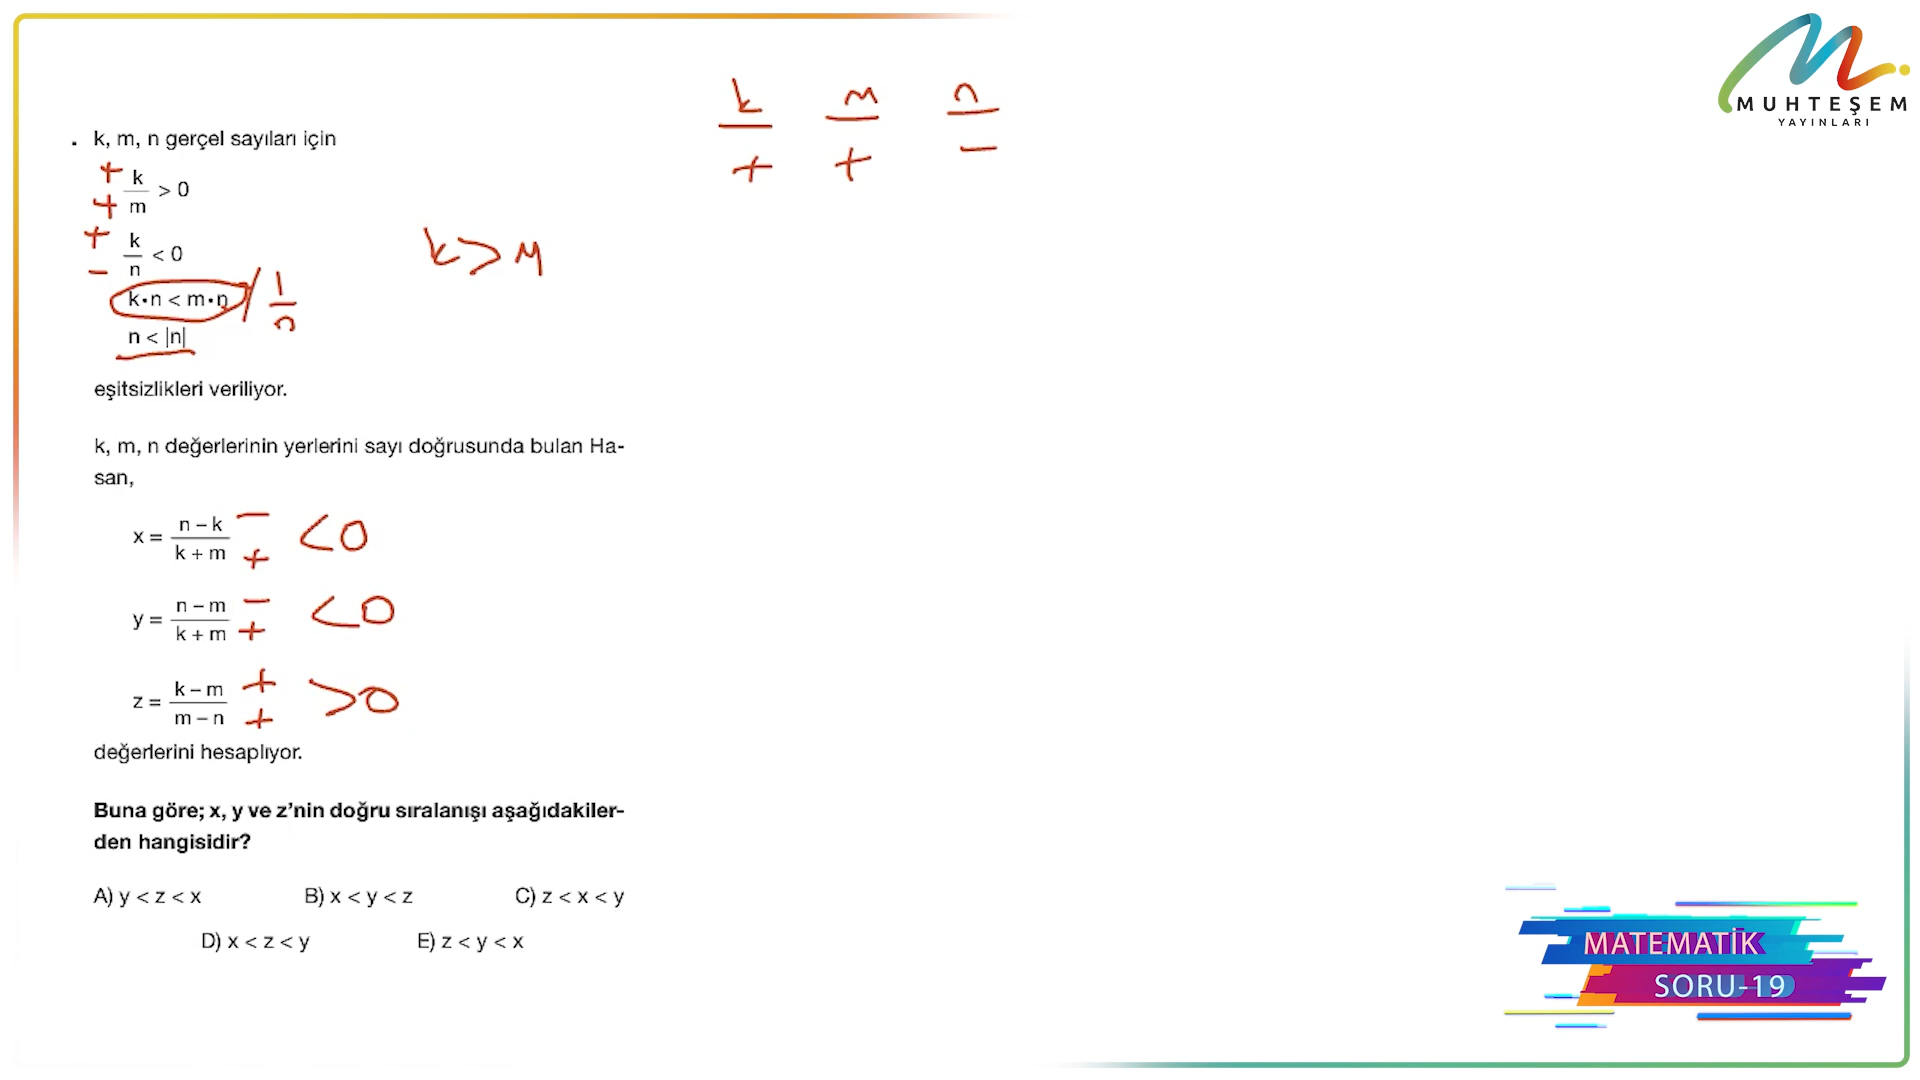 MUHTEŞEM
YAYINLARI
k m n
+ + −
. k, m, n gerçel sayıları için
+ k
+ m > 0
+ k
− n < 0
k > m
k•n < m•n / 1
n
n < |n|
eşitsizlikleri veriliyor.
k, m, n değerlerinin yerlerini sayı doğrusunda bulan Ha-
san,
x = n – k / k + m − + < 0
y = n – m / k + m − + < 0
z = k – m / m – n + + > 0
değerlerini hesaplıyor.
Buna göre; x, y ve z'nin doğru sıralanışı aşağıdakiler-
den hangisidir?
A) y < z < x B) x < y < z C) z < x < y
D) x < z < y E) z < y < x
MATEMATİK
SORU-19